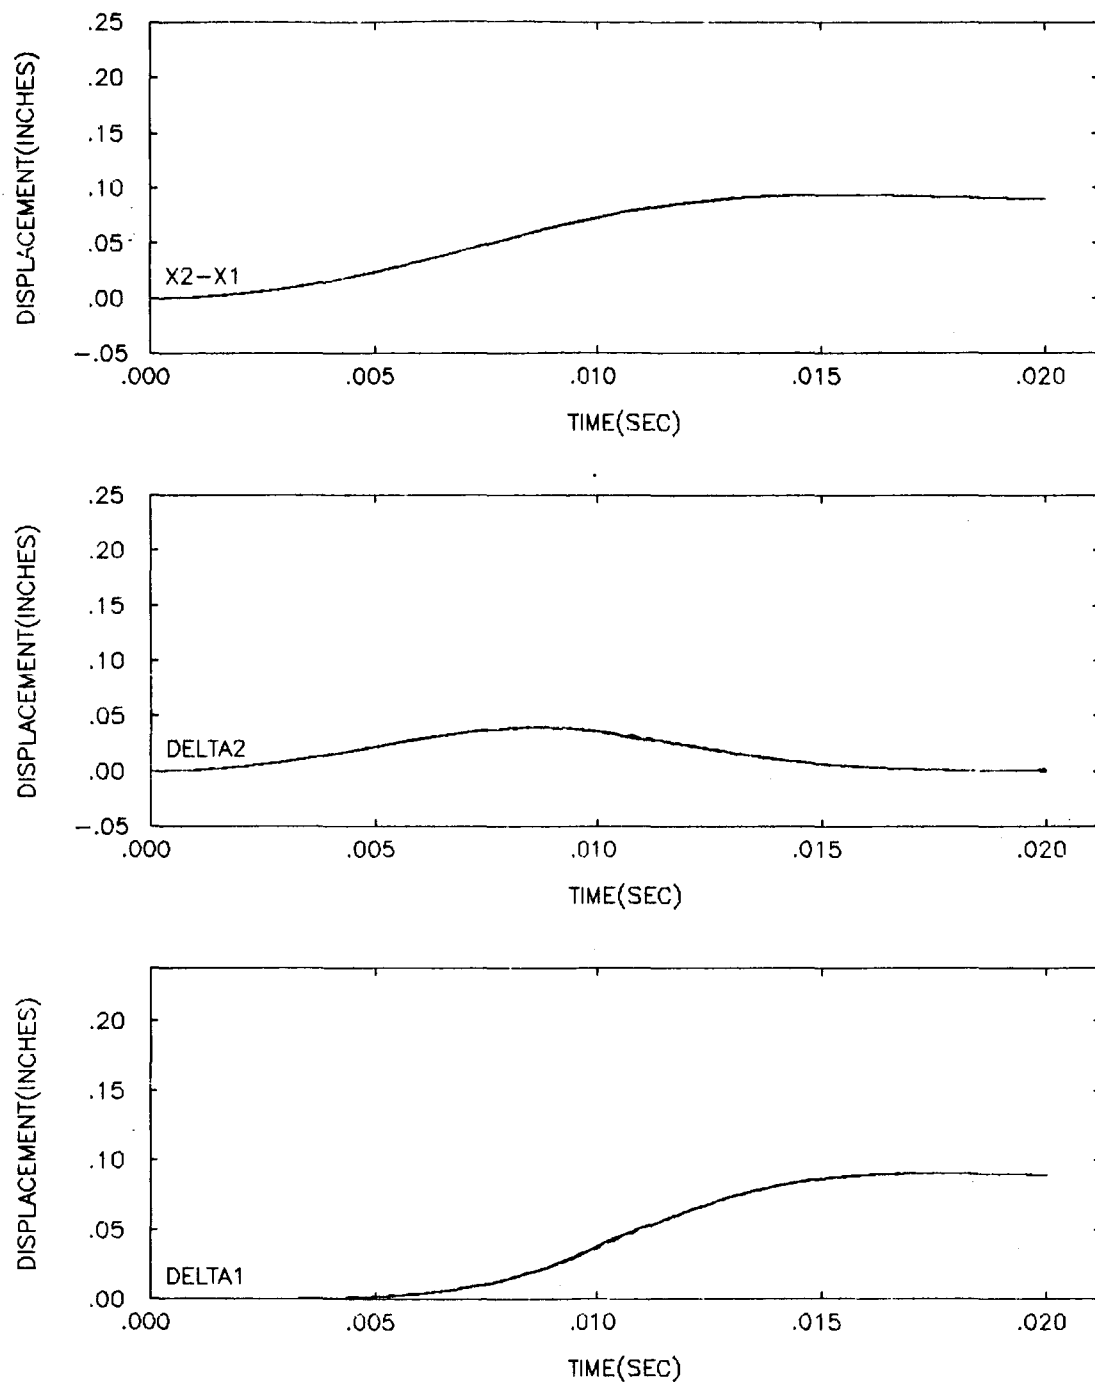 .25
.20
.15
.10
.05
.00
−.05
DISPLACEMENT(INCHES)
X2−X1
.000 .005 .010 .015 .020
TIME(SEC)
.25
.20
.15
.10
.05
.00
−.05
DISPLACEMENT(INCHES)
DELTA2
.000 .005 .010 .015 .020
TIME(SEC)
.20
.15
.10
.05
.00
DISPLACEMENT(INCHES)
DELTA1
.000 .005 .010 .015 .020
TIME(SEC)